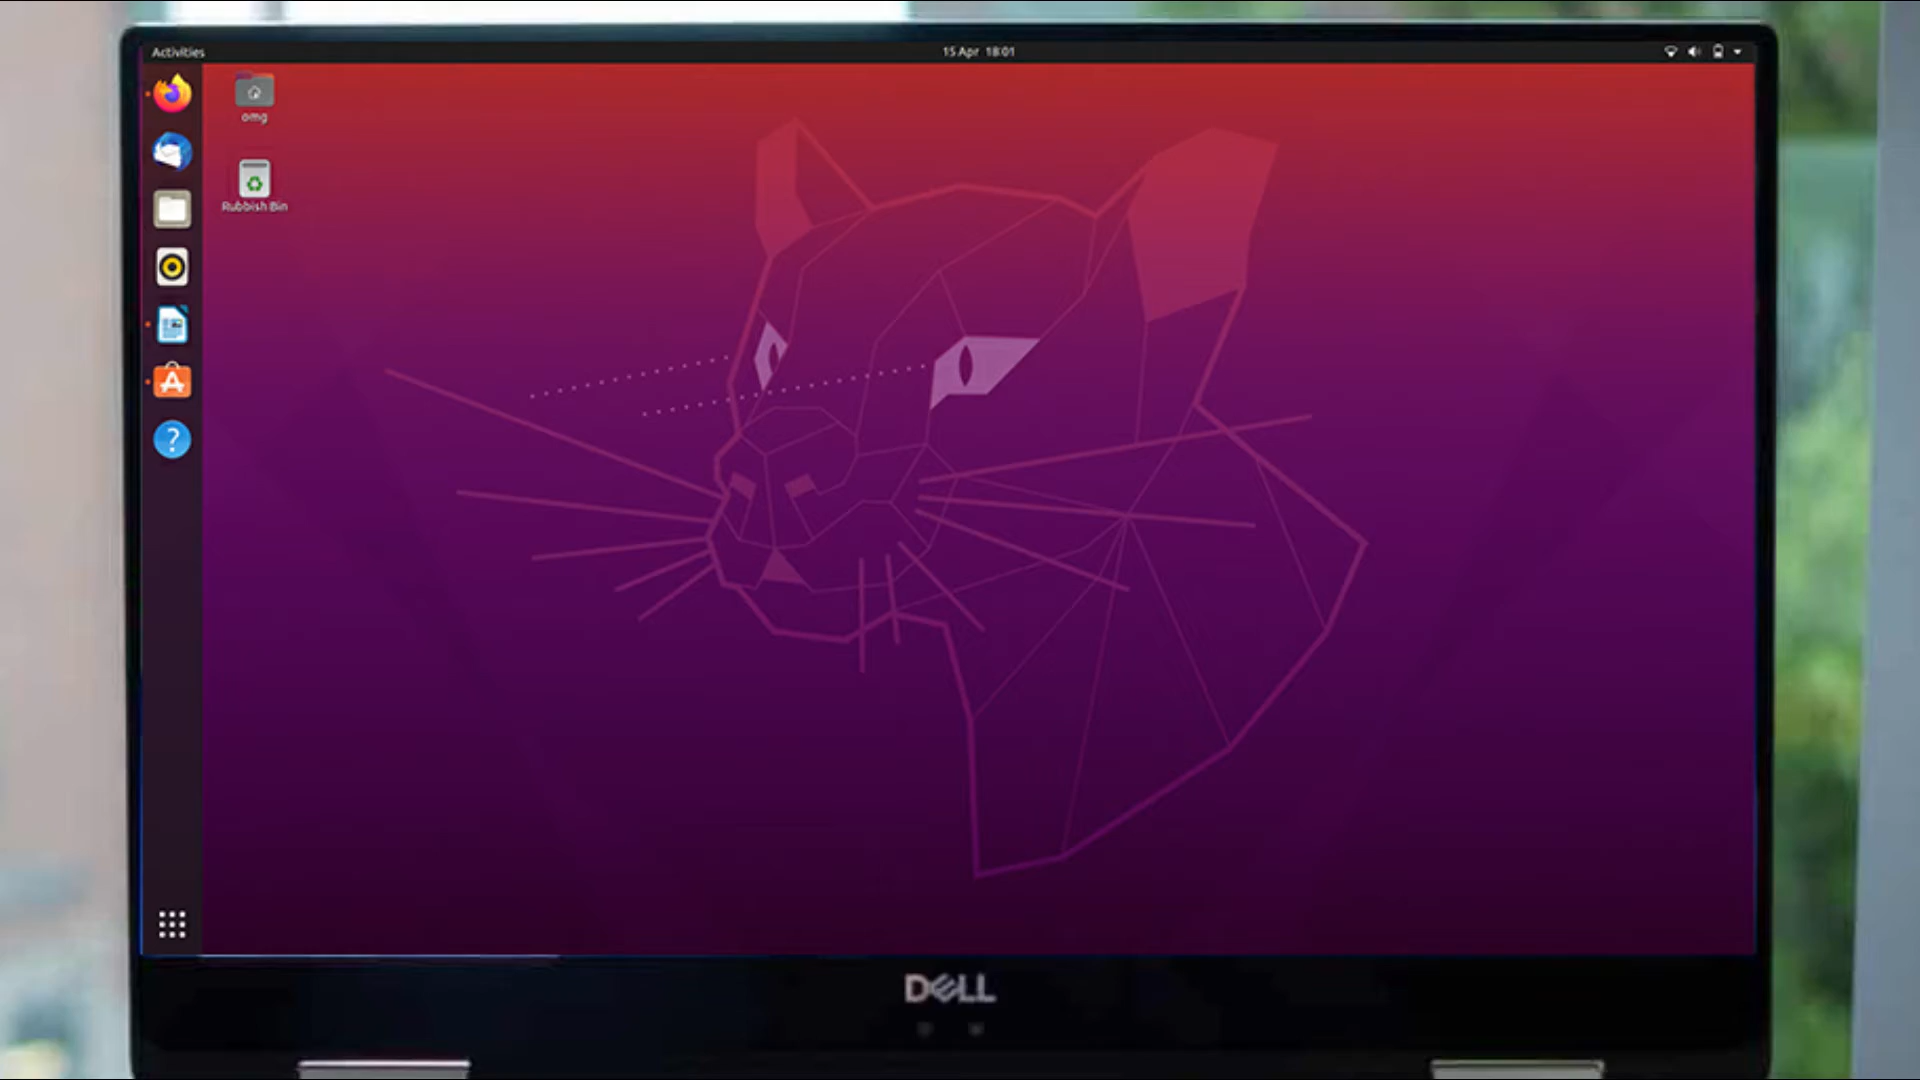 Activities
15 Apr 18:01
omg
Rubbish Bin
?
DELL